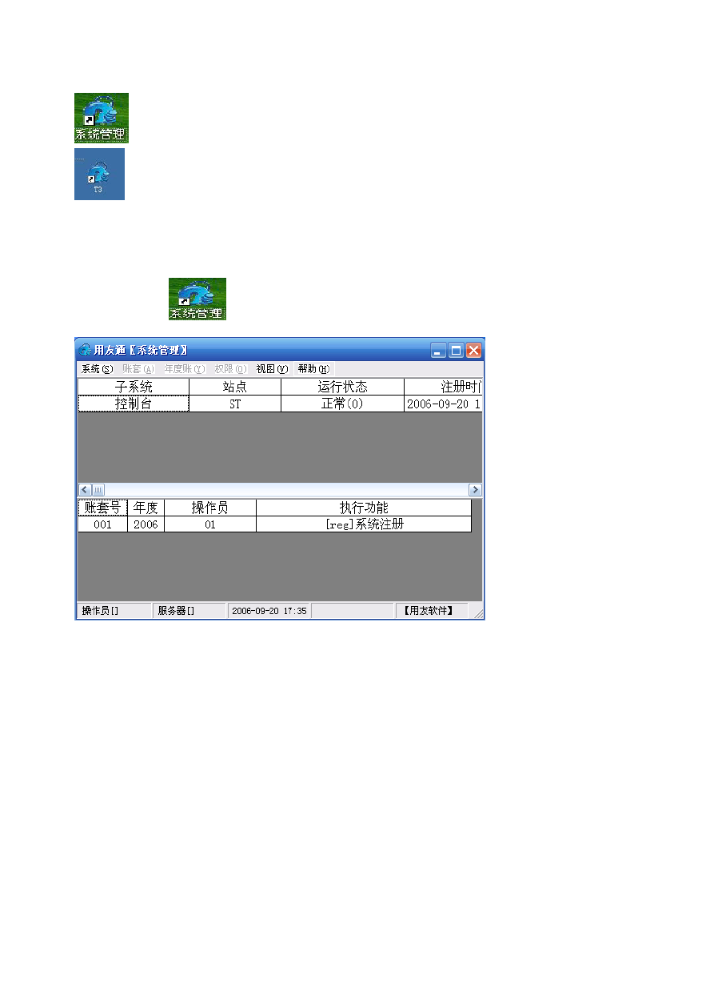 系统管理
T3
系统管理
用友通〖系统管理〗
系统(S) 账套(A) 年度账(Y) 权限(O) 视图(V) 帮助(H)
子系统 站点 运行状态 注册时
控制台 ST 正常(0) 2006-09-20 1
账套号 年度 操作员 执行功能
001 2006 01 [reg]系统注册
操作员[] 服务器[] 2006-09-20 17:35 【用友软件】